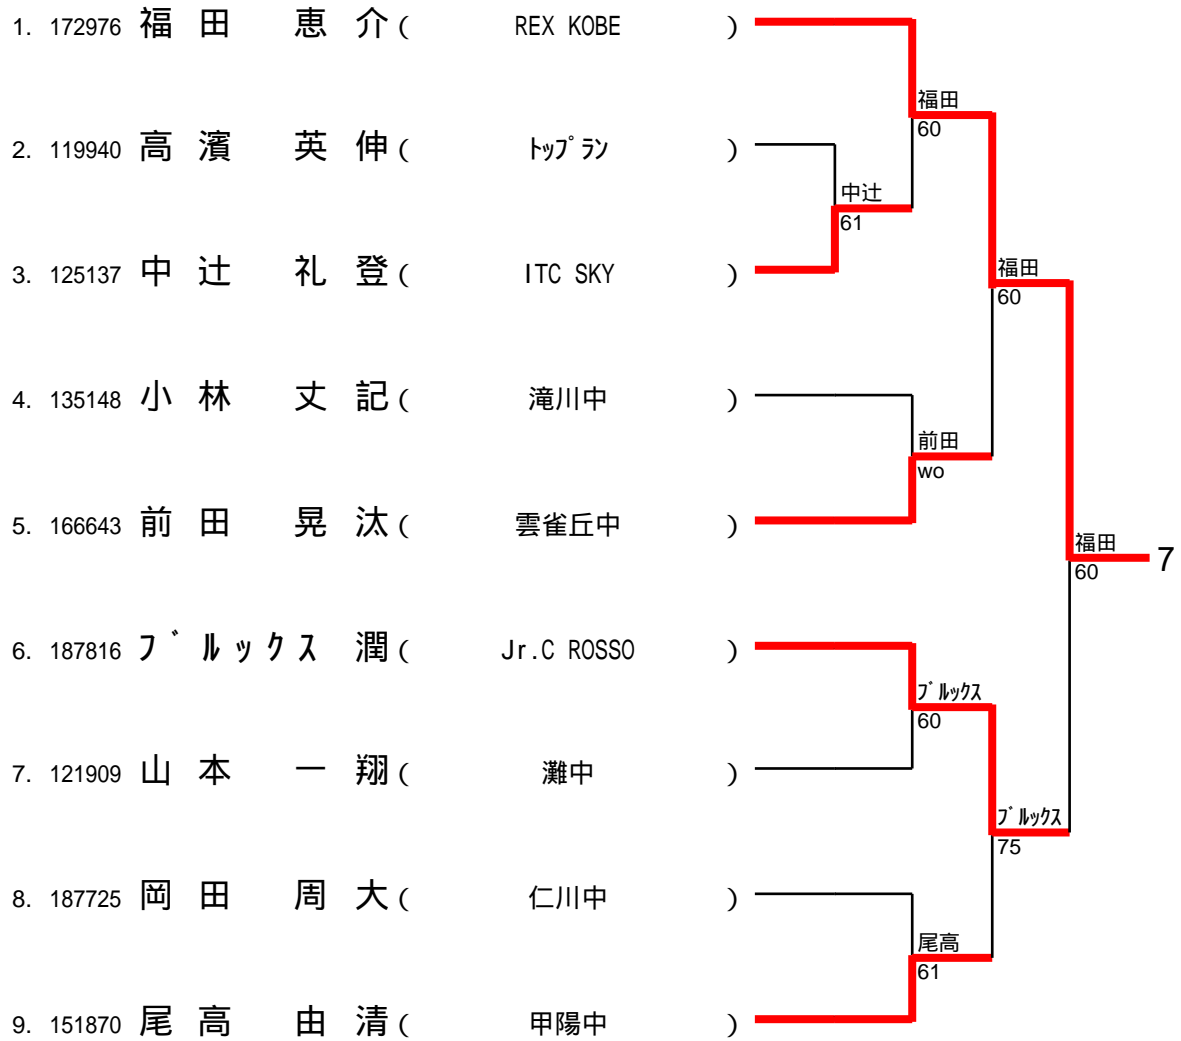 1. 172976 福田 恵介( REX KOBE )
福田
60
2. 119940 高濱 英伸( ﾄｯﾌﾟﾗﾝ )
中辻
61
3. 125137 中辻 礼登( ITC SKY )
福田
60
4. 135148 小林 丈記( 滝川中 )
前田
wo
5. 166643 前田 晃汰( 雲雀丘中 )
福田
60
7
6. 187816 ﾌﾞﾙｯｸｽ 潤( Jr.C ROSSO )
ﾌﾞﾙｯｸｽ
60
7. 121909 山本 一翔( 灘中 )
ﾌﾞﾙｯｸｽ
75
8. 187725 岡田 周大( 仁川中 )
尾高
61
9. 151870 尾高 由清( 甲陽中 )